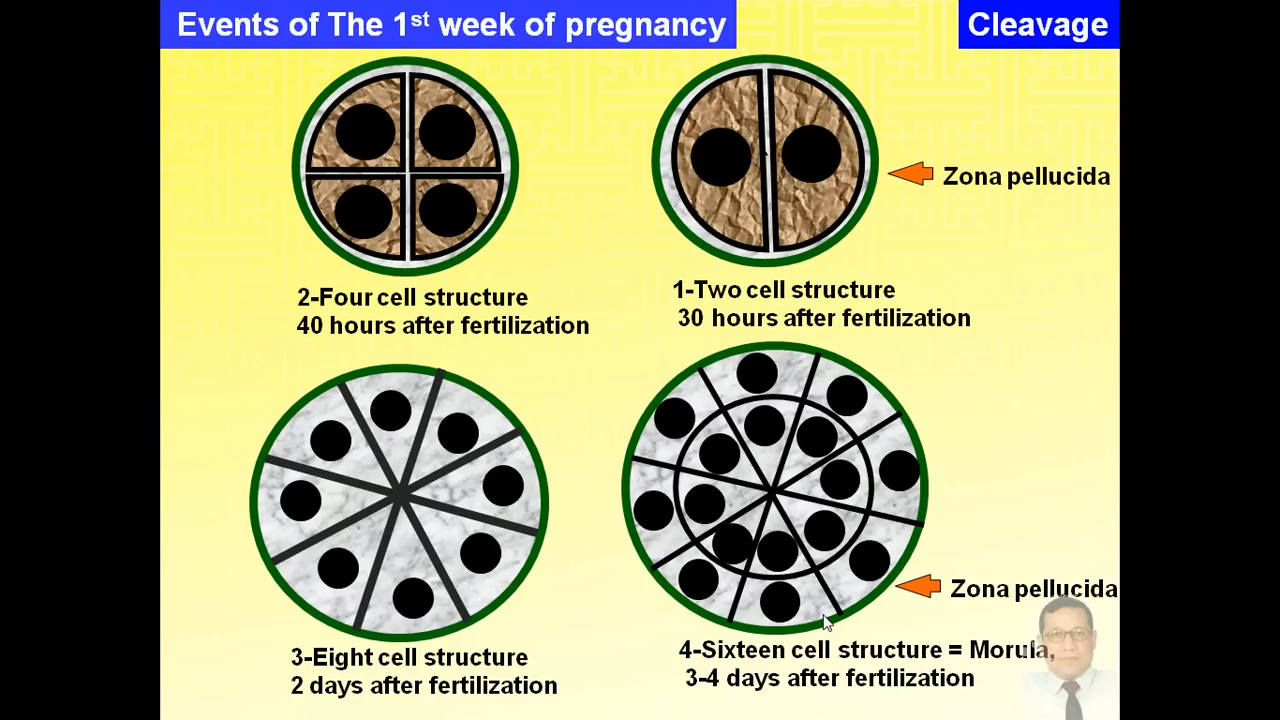 Events of The 1st week of pregnancy
Cleavage
Zona pellucida
2-Four cell structure
40 hours after fertilization
1-Two cell structure
30 hours after fertilization
Zona pellucida
3-Eight cell structure
2 days after fertilization
4-Sixteen cell structure = Morula,
3-4 days after fertilization